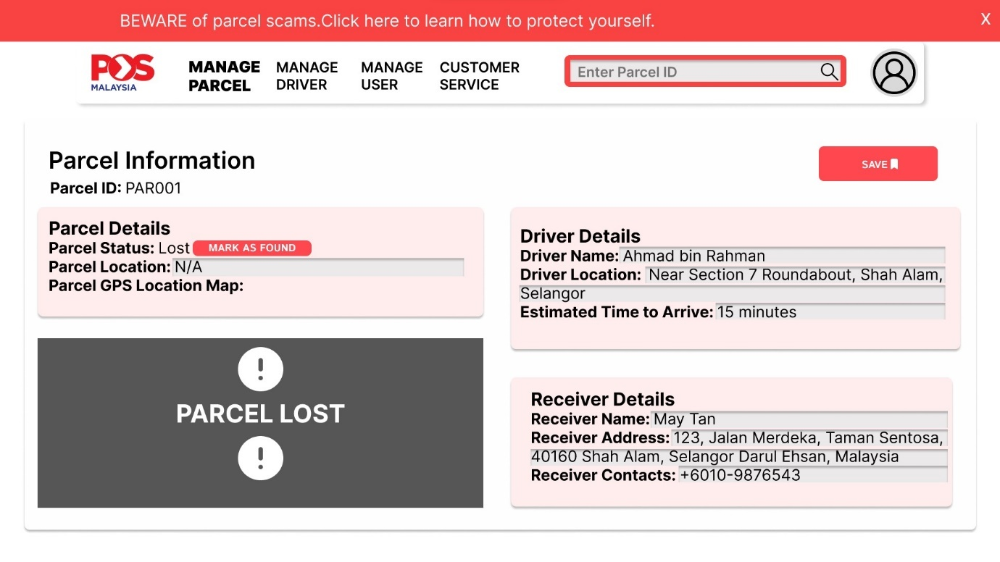 BEWARE of parcel scams.Click here to learn how to protect yourself.
X
POS
MALAYSIA
MANAGE
PARCEL
MANAGE
DRIVER
MANAGE
USER
CUSTOMER
SERVICE
Enter Parcel ID
Parcel Information
SAVE
Parcel ID: PAR001
Parcel Details
Parcel Status: Lost MARK AS FOUND
Parcel Location: N/A
Parcel GPS Location Map:
! 
PARCEL LOST
!
Driver Details
Driver Name: Ahmad bin Rahman
Driver Location: Near Section 7 Roundabout, Shah Alam,
Selangor
Estimated Time to Arrive: 15 minutes
Receiver Details
Receiver Name: May Tan
Receiver Address: 123, Jalan Merdeka, Taman Sentosa,
40160 Shah Alam, Selangor Darul Ehsan, Malaysia
Receiver Contacts: +6010-9876543